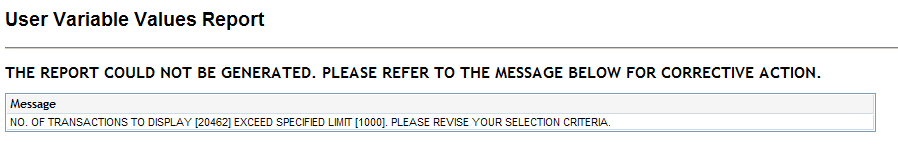 User Variable Values Report
THE REPORT COULD NOT BE GENERATED. PLEASE REFER TO THE MESSAGE BELOW FOR CORRECTIVE ACTION.
Message
NO. OF TRANSACTIONS TO DISPLAY [20462] EXCEED SPECIFIED LIMIT [1000]. PLEASE REVISE YOUR SELECTION CRITERIA.